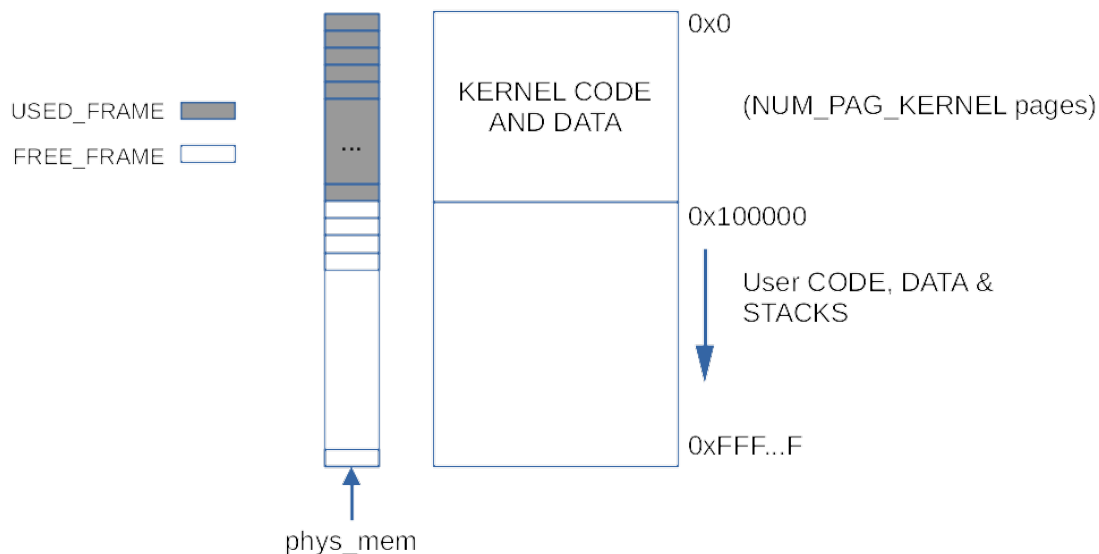 0x0
USED_FRAME
FREE_FRAME
...
KERNEL CODE
AND DATA
(NUM_PAG_KERNEL pages)
0x100000
User CODE, DATA &
STACKS
0xFFF...F
phys_mem